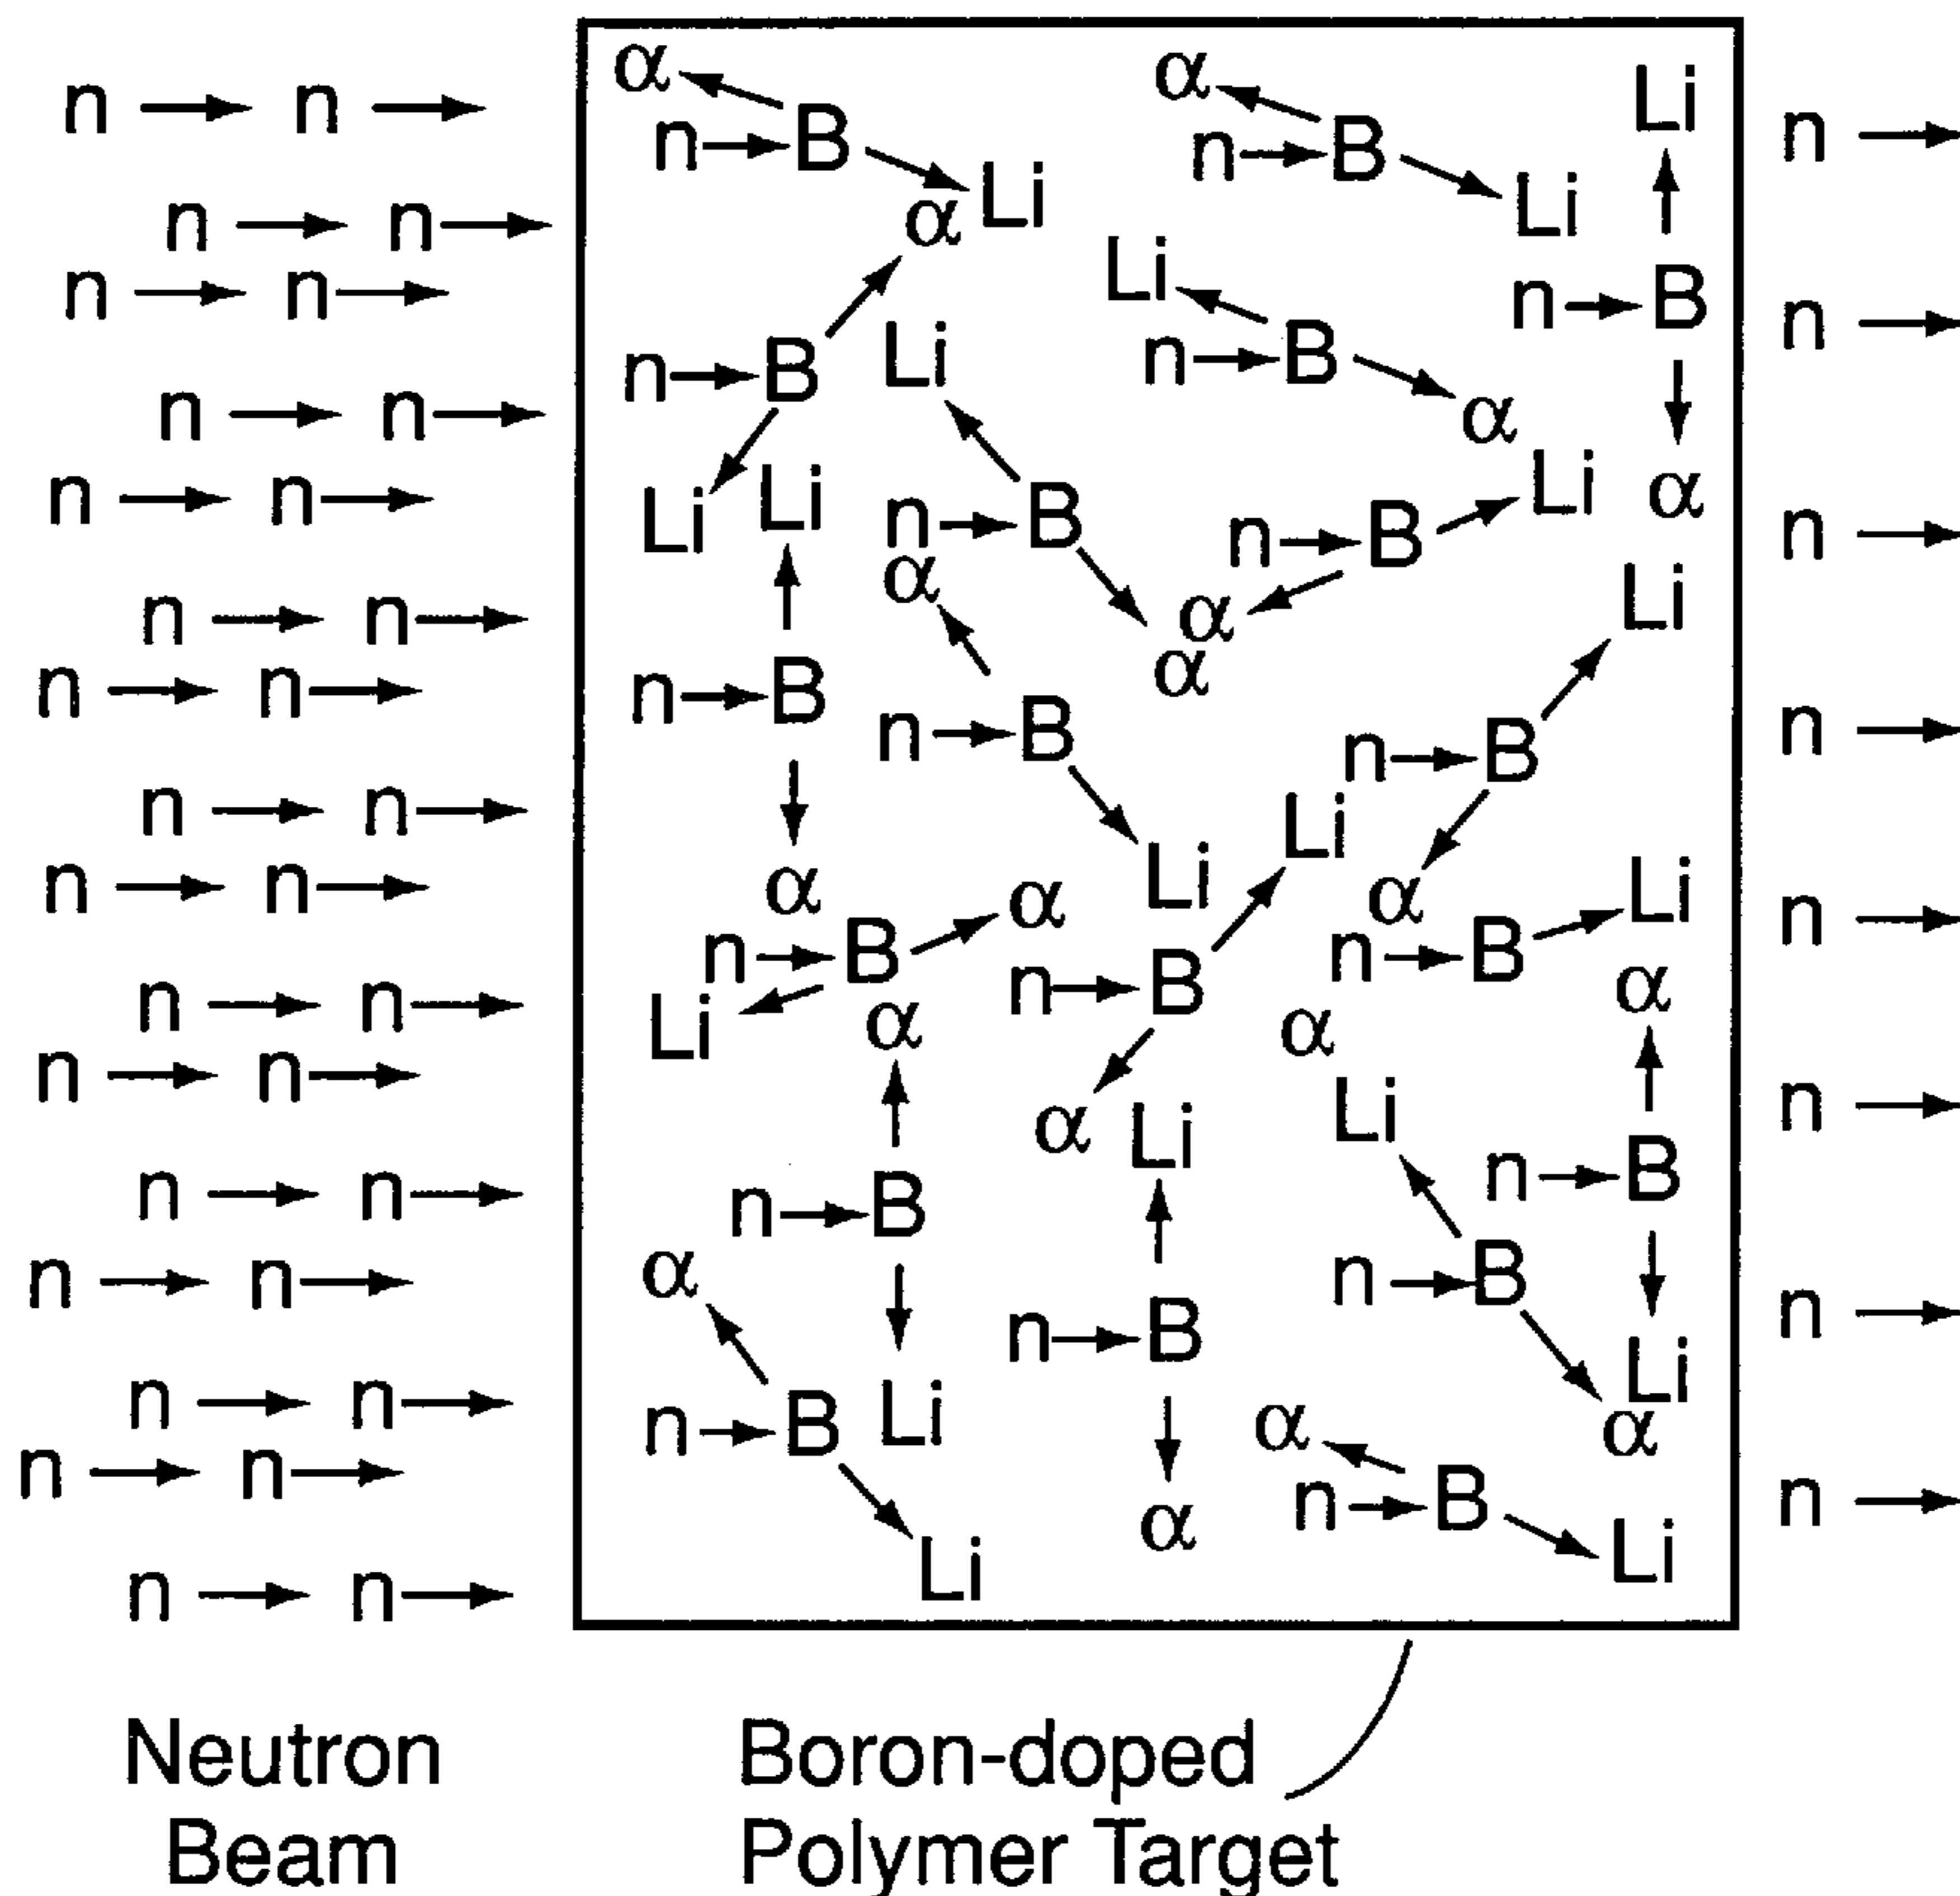 α α Li
n n n
n B n B
Li Li
n n α
Li
n n n B n
Li n B
n B
n n α
n n Li Li α
Li n B n B n
α Li
n n α
α
n n n B
n B n B n
n n Li
n n α Li α Li
α n
n B B n B
n B α
n n Li α α
n n Li n
α Li
n B
n n n B
n n α n B
n B n
Li
n n Li α α
n B
n n n B n
α Li
Li
n n
Neutron Boron-doped
Beam Polymer Target